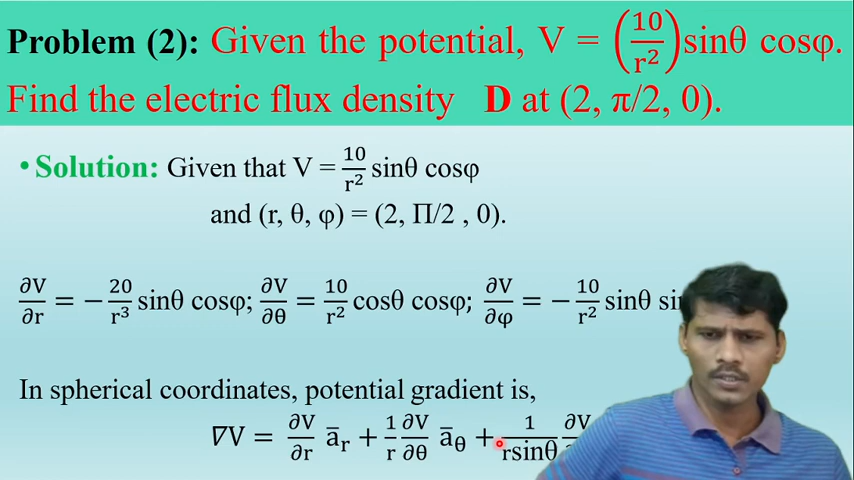 Problem (2): Given the potential, V = (10/r²)sinθ cosφ.
Find the electric flux density D at (2, π/2, 0).
• Solution: Given that V = 10/r² sinθ cosφ
and (r, θ, φ) = (2, Π/2 , 0).
∂V/∂r = − 20/r³ sinθ cosφ; ∂V/∂θ = 10/r² cosθ cosφ; ∂V/∂φ = − 10/r² sinθ
In spherical coordinates, potential gradient is,
∇V = ∂V/∂r ā_r + 1/r ∂V/∂θ ā_θ + 1/rsinθ